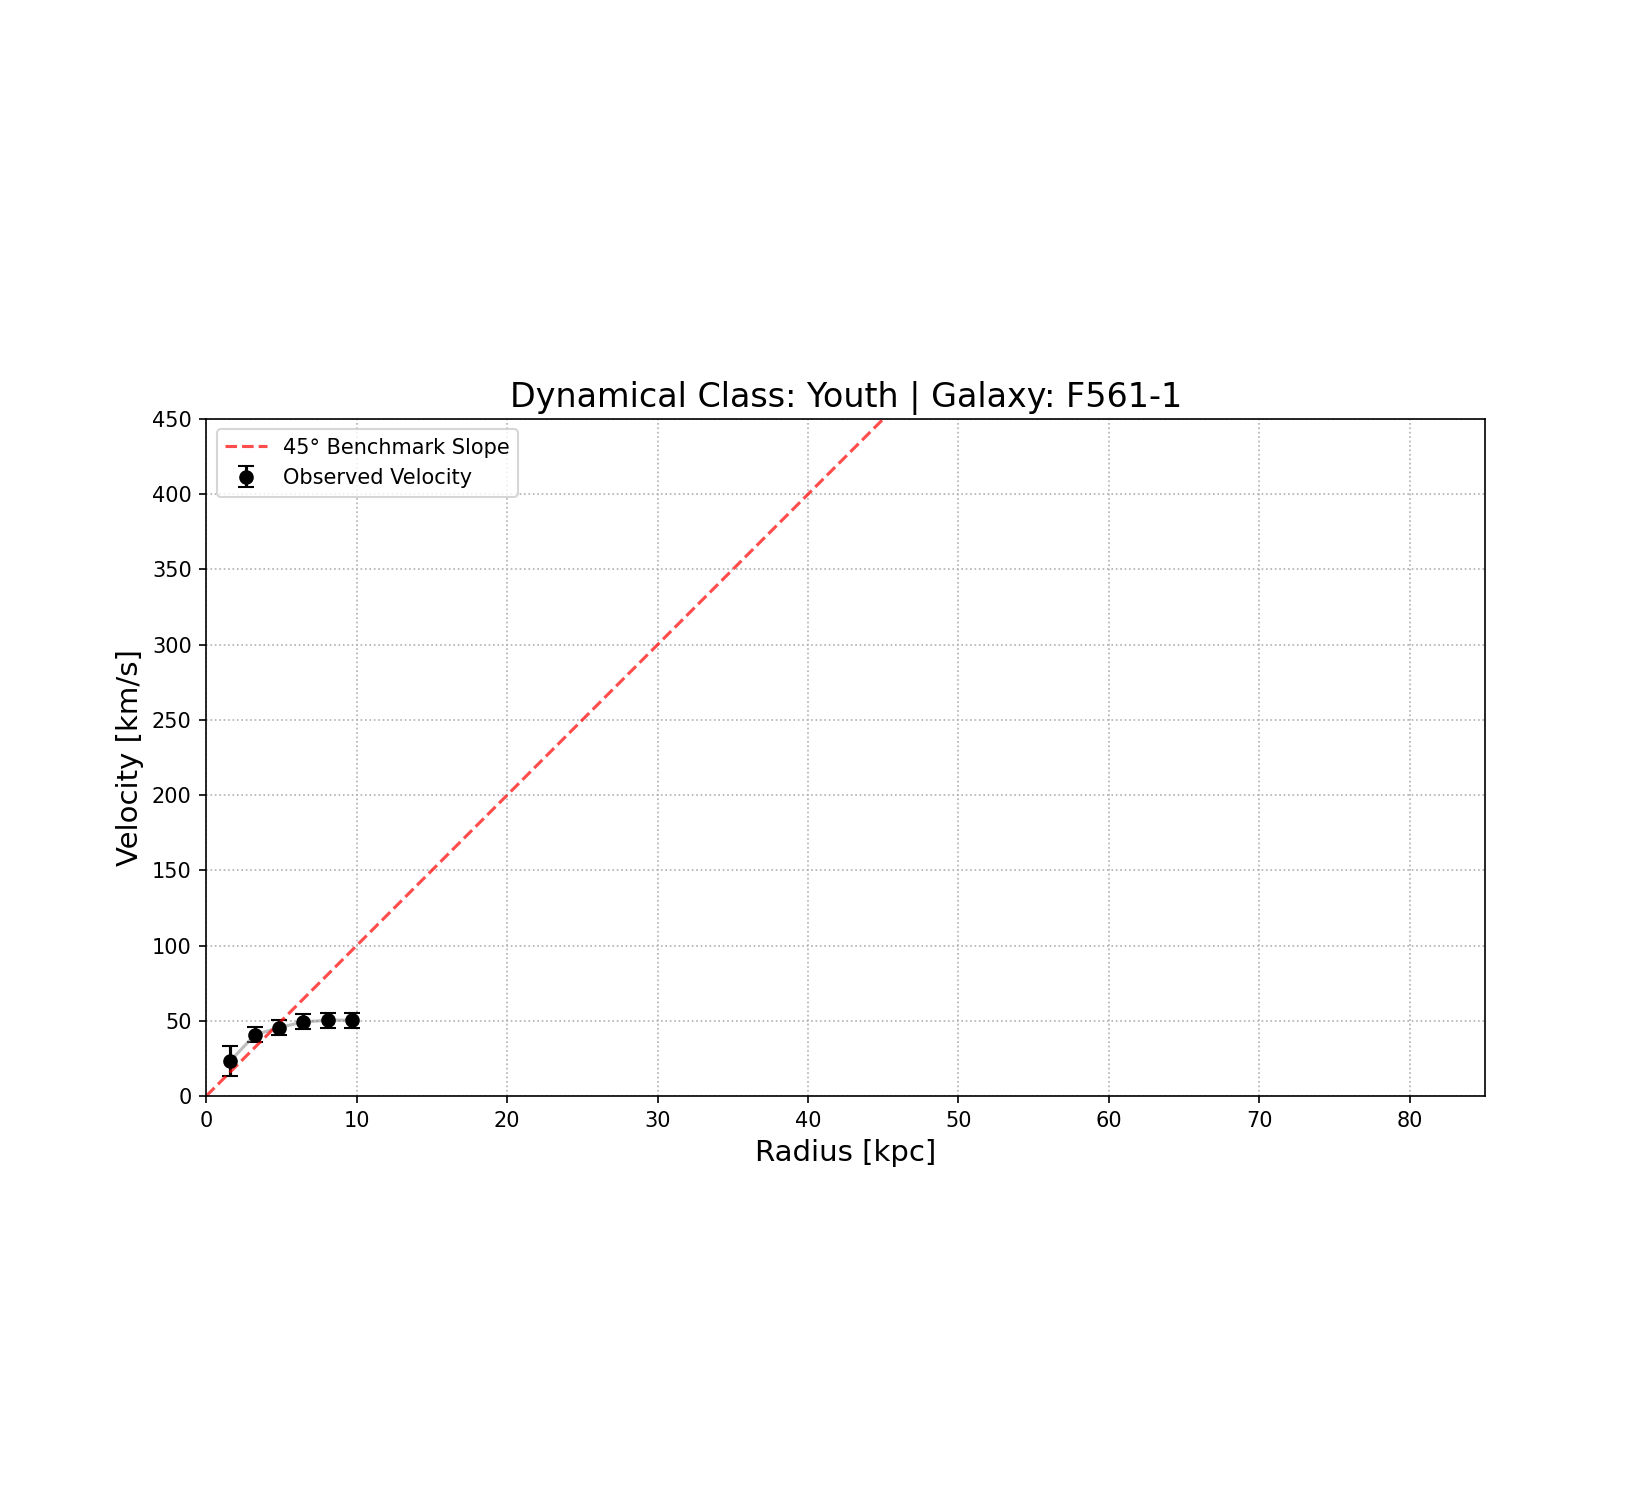 Dynamical Class: Youth | Galaxy: F561-1
450
400
350
300
250
200
150
100
50
0
45° Benchmark Slope
Observed Velocity
Velocity [km/s]
0 10 20 30 40 50 60 70 80
Radius [kpc]